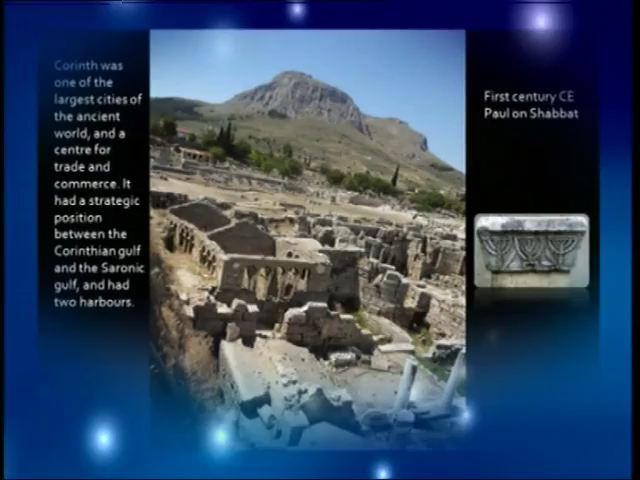 Corinth was
one of the
largest cities of
the ancient
world, and a
centre for
trade and
commerce. It
had a strategic
position
between the
Corinthian gulf
and the Saronic
gulf, and had
two harbours.
First century CE
Paul on Shabbat